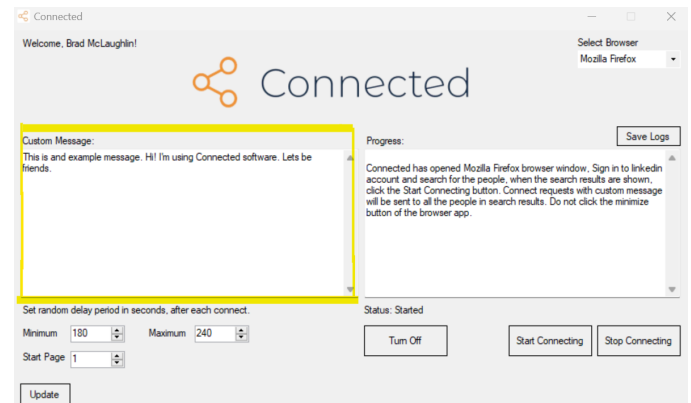 Connected
Welcome, Brad McLaughlin!
Select Browser
Mozilla Firefox
Connected
Custom Message:
This is and example message. Hi! I'm using Connected software. Lets be
friends.
Progress:
Save Logs
Connected has opened Mozilla Firefox browser window, Sign in to linkedin
account and search for the people, when the search results are shown,
click the Start Connecting button. Connect requests with custom message
will be sent to all the people in search results. Do not click the minimize
button of the browser app.
Set random delay period in seconds, after each connect.
Minimum 180 Maximum 240
Start Page 1
Status: Started
Turn Off
Start Connecting
Stop Connecting
Update